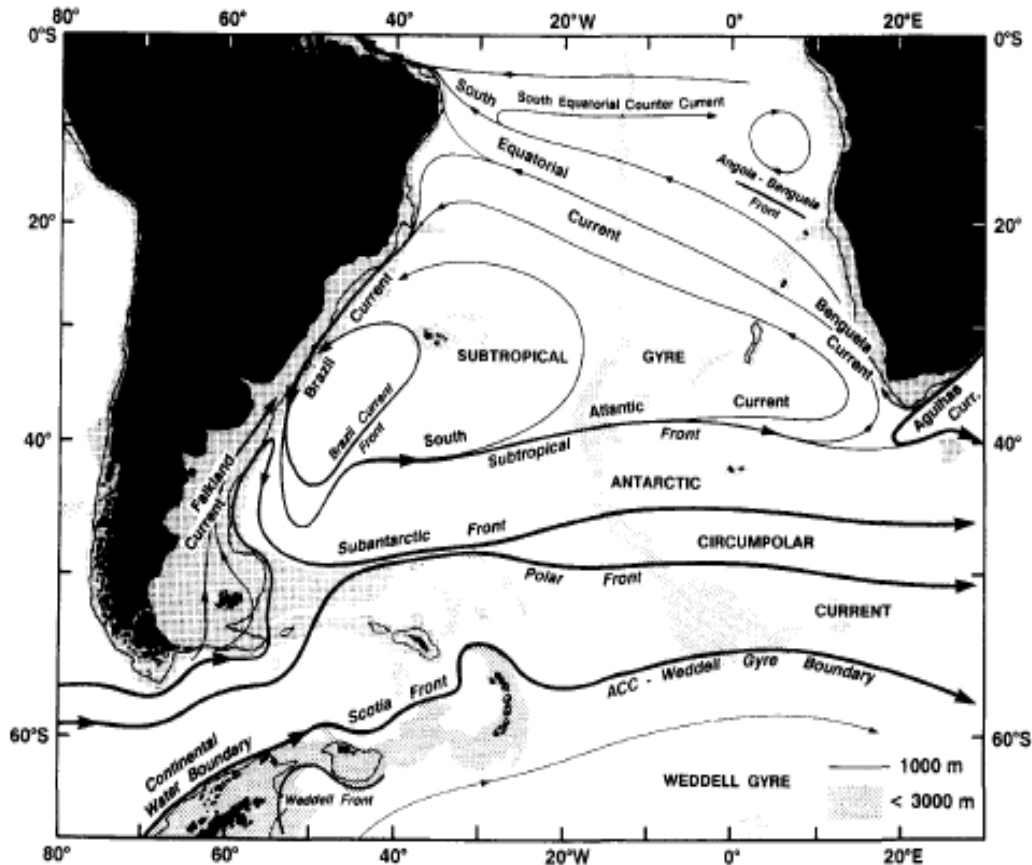 80° 60° 40° 20°W 0° 20°E
0°S
0°S
South
South Equatorial Counter Current
Equatorial
Angola - Benguela
Front
20°
20°
Current
Current
Benguela
Current
SUBTROPICAL GYRE
Brazil
Brazil Current
Front
Agulhas
Curr.
South Atlantic Current
Subtropical Front
40°
40°
Falkland
Current
ANTARCTIC
Subantarctic Front
CIRCUMPOLAR
Polar Front
CURRENT
ACC - Weddell Gyre Boundary
Scotia Front
60°S
60°S
Continental
Water Boundary
Weddell Front
WEDDELL GYRE
1000 m
< 3000 m
80° 60° 40° 20°W 0° 20°E